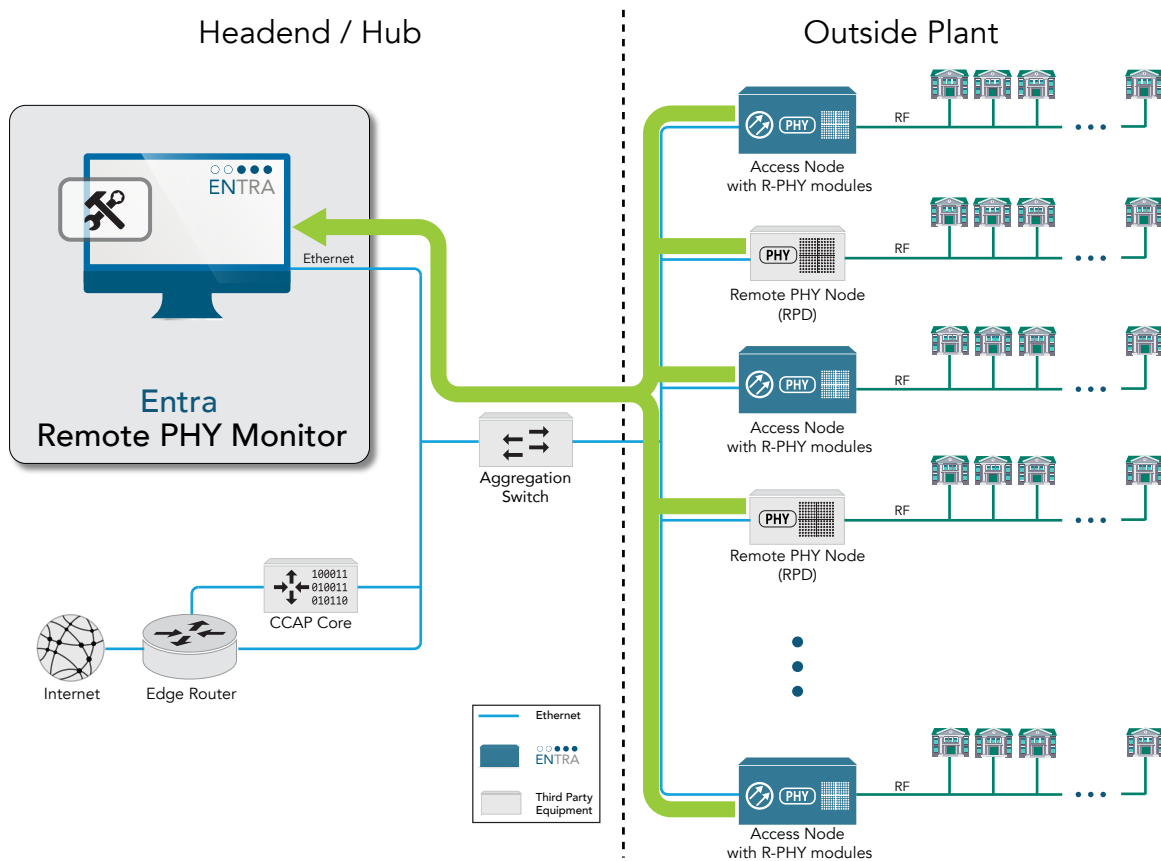 Headend / Hub
Outside Plant
ENTRA
Ethernet
Entra
Remote PHY Monitor
Aggregation
Switch
100011
010011
010110
CCAP Core
Internet
Edge Router
PHY
RF
Access Node
with R-PHY modules
PHY
RF
Remote PHY Node
(RPD)
PHY
RF
Access Node
with R-PHY modules
PHY
RF
Remote PHY Node
(RPD)
PHY
RF
Access Node
with R-PHY modules
Ethernet
ENTRA
Third Party
Equipment